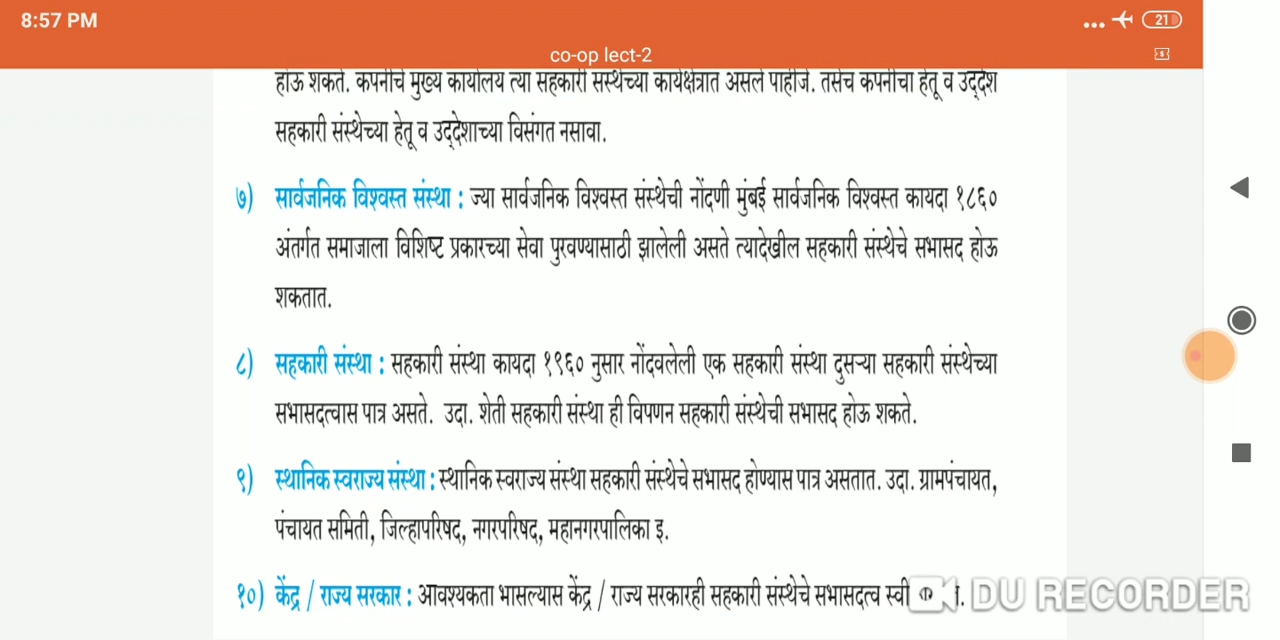 8:57 PM
21
co-op lect-2
होऊ शकते. कंपनीचे मुख्य कार्यालय त्या सहकारी संस्थेच्या कार्यक्षेत्रात असले पाहीजे. तसेच कंपनीचा हेतू व उद्देश
सहकारी संस्थेच्या हेतू व उद्देशाच्या विसंगत नसावा.
७) सार्वजनिक विश्वस्त संस्था : ज्या सार्वजनिक विश्वस्त संस्थेची नोंदणी मुंबई सार्वजनिक विश्वस्त कायदा १८६०
अंतर्गत समाजाला विशिष्ट प्रकारच्या सेवा पुरवण्यासाठी झालेली असते त्यादेखील सहकारी संस्थेचे सभासद होऊ
शकतात.
८) सहकारी संस्था : सहकारी संस्था कायदा १९६० नुसार नोंदवलेली एक सहकारी संस्था दुसऱ्या सहकारी संस्थेच्या
सभासदत्वास पात्र असते. उदा. शेती सहकारी संस्था ही विपणन सहकारी संस्थेची सभासद होऊ शकते.
९) स्थानिक स्वराज्य संस्था : स्थानिक स्वराज्य संस्था सहकारी संस्थेचे सभासद होण्यास पात्र असतात. उदा. ग्रामपंचायत,
पंचायत समिती, जिल्हापरिषद, नगरपरिषद, महानगरपालिका इ.
१०) केंद्र / राज्य सरकार : आवश्यकता भासल्यास केंद्र / राज्य सरकारही सहकारी संस्थेचे सभासदत्व
DU RECORDER